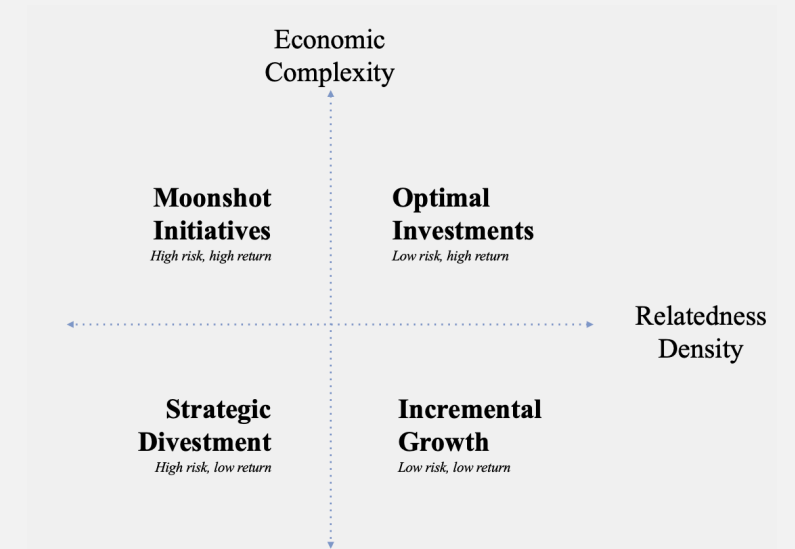 Economic
Complexity
Moonshot
Initiatives
High risk, high return
Optimal
Investments
Low risk, high return
Relatedness
Density
Strategic
Divestment
High risk, low return
Incremental
Growth
Low risk, low return